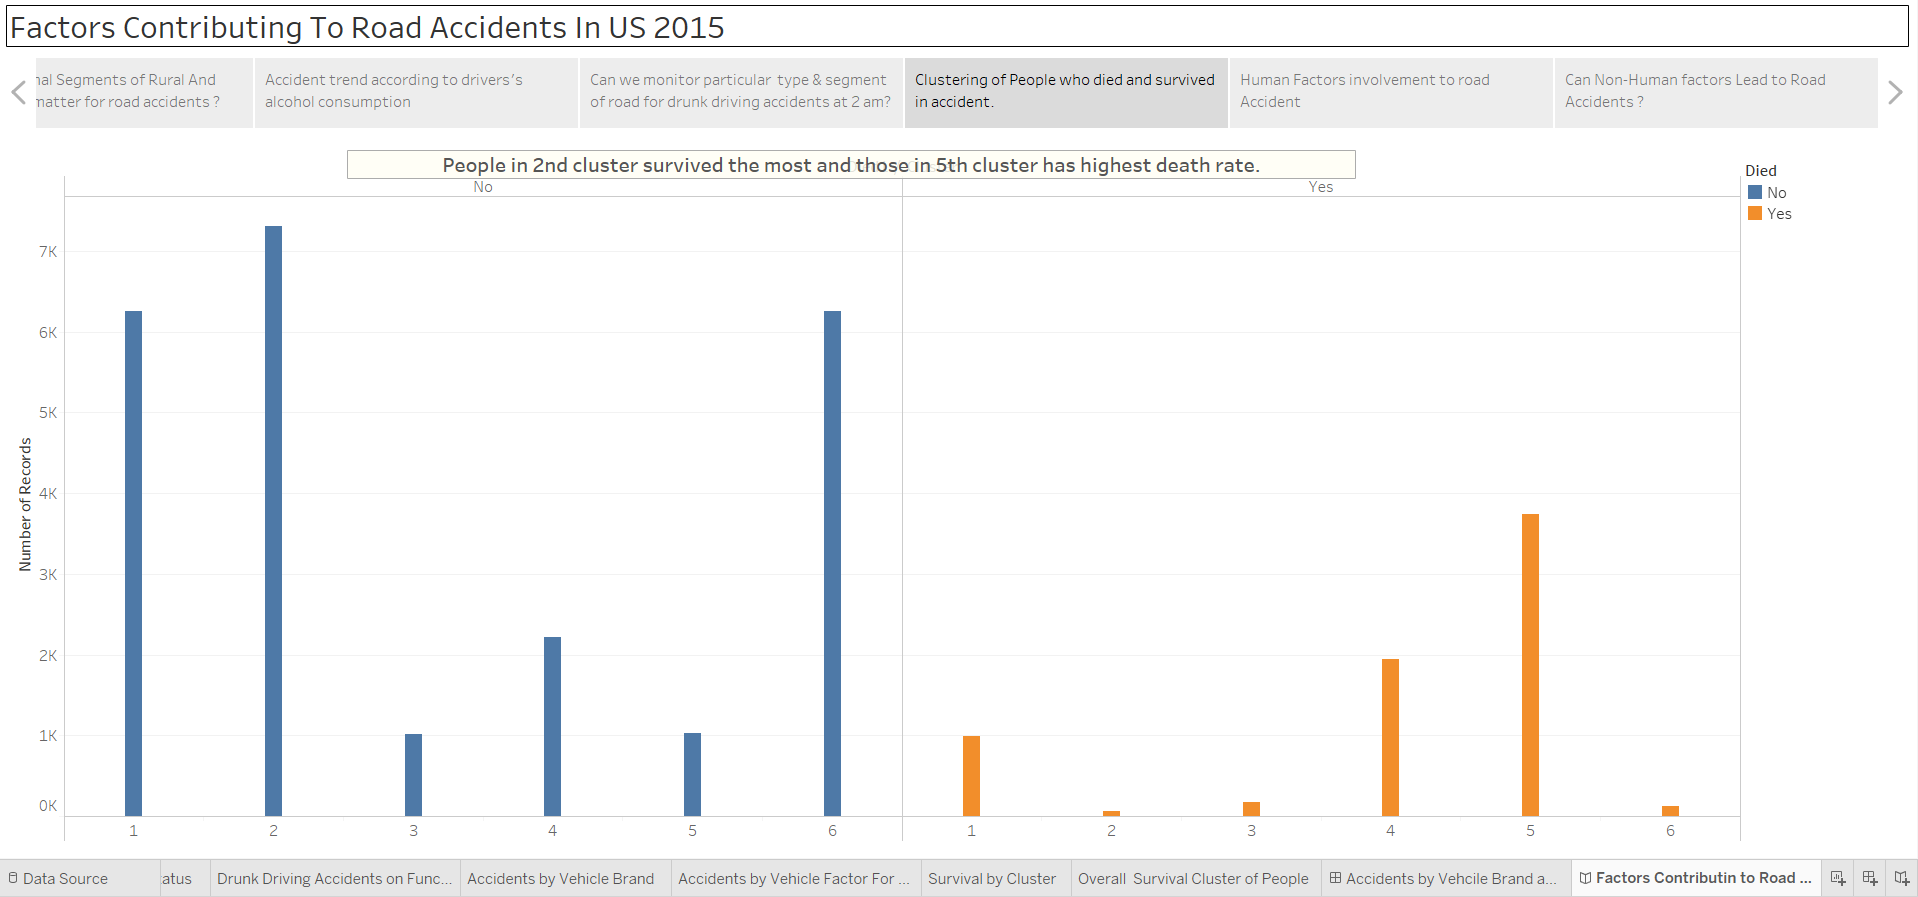 Factors Contributing To Road Accidents In US 2015
nal Segments of Rural And
matter for road accidents ?
Accident trend according to drivers's
alcohol consumption
Can we monitor particular type & segment
of road for drunk driving accidents at 2 am?
Clustering of People who died and survived
in accident.
Human Factors involvement to road
Accident
Can Non-Human factors Lead to Road
Accidents ?
People in 2nd cluster survived the most and those in 5th cluster has highest death rate.
No
Yes
Died
No
Yes
7K
6K
5K
4K
3K
2K
1K
0K
Number of Records
1 2 3 4 5 6 1 2 3 4 5 6
Data Source
atus
Drunk Driving Accidents on Func...
Accidents by Vehicle Brand
Accidents by Vehicle Factor For ...
Survival by Cluster
Overall Survival Cluster of People
Accidents by Vehcile Brand a...
Factors Contributin to Road ...